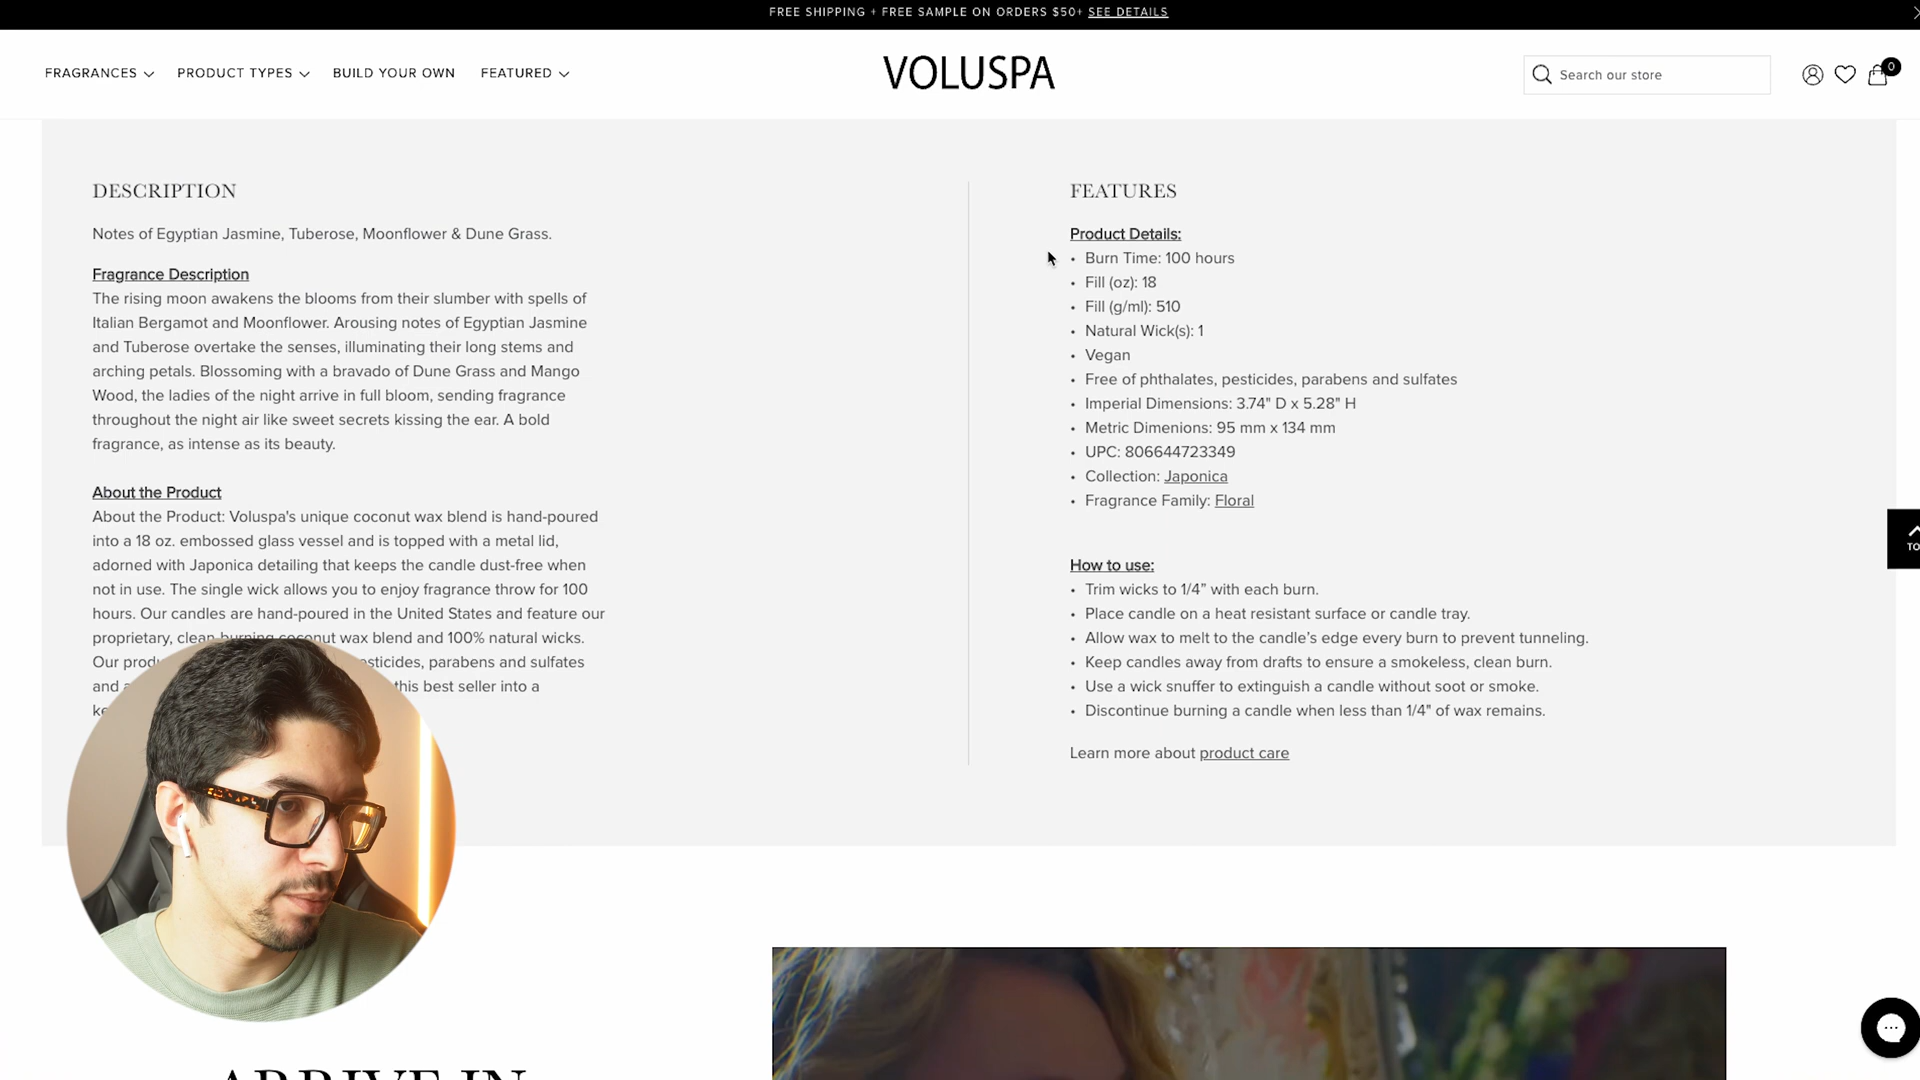 FREE SHIPPING + FREE SAMPLE ON ORDERS $50+ SEE DETAILS
FRAGRANCES
PRODUCT TYPES
BUILD YOUR OWN
FEATURED
VOLUSPA
Search our store
0
DESCRIPTION
Notes of Egyptian Jasmine, Tuberose, Moonflower & Dune Grass.
Fragrance Description
The rising moon awakens the blooms from their slumber with spells of
Italian Bergamot and Moonflower. Arousing notes of Egyptian Jasmine
and Tuberose overtake the senses, illuminating their long stems and
arching petals. Blossoming with a bravado of Dune Grass and Mango
Wood, the ladies of the night arrive in full bloom, sending fragrance
throughout the night air like sweet secrets kissing the ear. A bold
fragrance, as intense as its beauty.
About the Product
About the Product: Voluspa's unique coconut wax blend is hand-poured
into a 18 oz. embossed glass vessel and is topped with a metal lid,
adorned with Japonica detailing that keeps the candle dust-free when
not in use. The single wick allows you to enjoy fragrance throw for 100
hours. Our candles are hand-poured in the United States and feature our
proprietary, clean burning coconut wax blend and 100% natural wicks.
Our parabens and sulfates
and this best seller into a
FEATURES
Product Details:
• Burn Time: 100 hours
• Fill (oz): 18
• Fill (g/ml): 510
• Natural Wick(s): 1
• Vegan
• Free of phthalates, pesticides, parabens and sulfates
• Imperial Dimensions: 3.74" D x 5.28" H
• Metric Dimenions: 95 mm x 134 mm
• UPC: 806644723349
• Collection: Japonica
• Fragrance Family: Floral
How to use:
• Trim wicks to 1/4” with each burn.
• Place candle on a heat resistant surface or candle tray.
• Allow wax to melt to the candle’s edge every burn to prevent tunneling.
• Keep candles away from drafts to ensure a smokeless, clean burn.
• Use a wick snuffer to extinguish a candle without soot or smoke.
• Discontinue burning a candle when less than 1/4" of wax remains.
Learn more about product care
ARRIVE IN